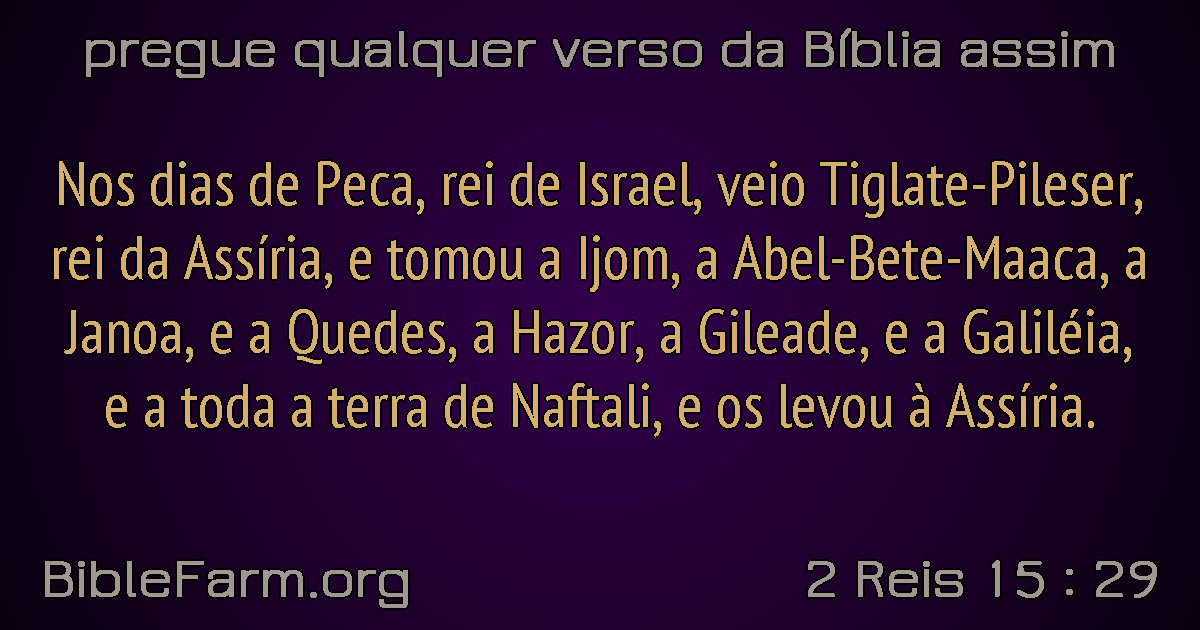 pregue qualquer verso da Bíblia assim
Nos dias de Peca, rei de Israel, veio Tiglate-Pileser,
rei da Assíria, e tomou a Ijom, a Abel-Bete-Maaca, a
Janoa, e a Quedes, a Hazor, a Gileade, e a Galiléia,
e a toda a terra de Naftali, e os levou à Assíria.
BibleFarm.org
2 Reis 15 : 29